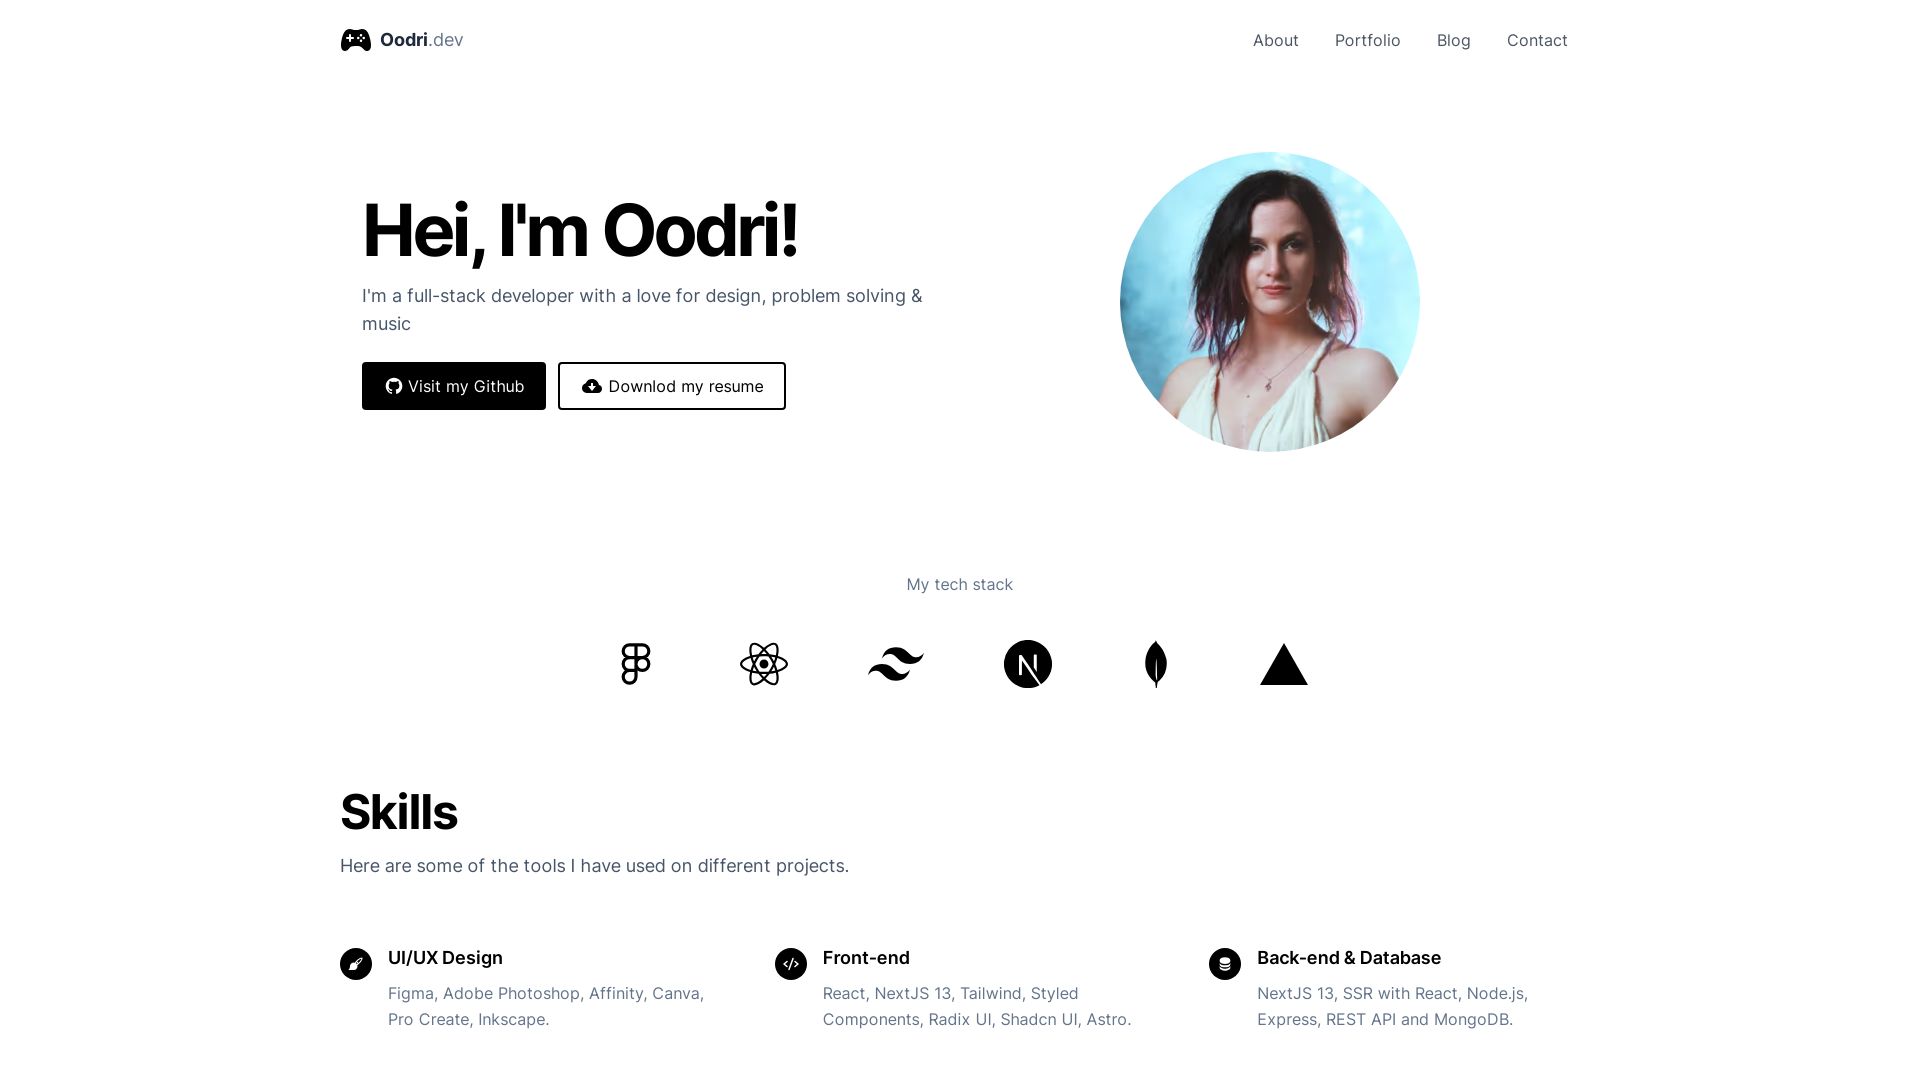 Oodri.dev
About
Portfolio
Blog
Contact
Hei, I'm Oodri!
I'm a full-stack developer with a love for design, problem solving &
music
Visit my Github
Downlod my resume
My tech stack
N
Skills
Here are some of the tools I have used on different projects.
UI/UX Design
Figma, Adobe Photoshop, Affinity, Canva,
Pro Create, Inkscape.
Front-end
React, NextJS 13, Tailwind, Styled
Components, Radix UI, Shadcn UI, Astro.
Back-end & Database
NextJS 13, SSR with React, Node.js,
Express, REST API and MongoDB.